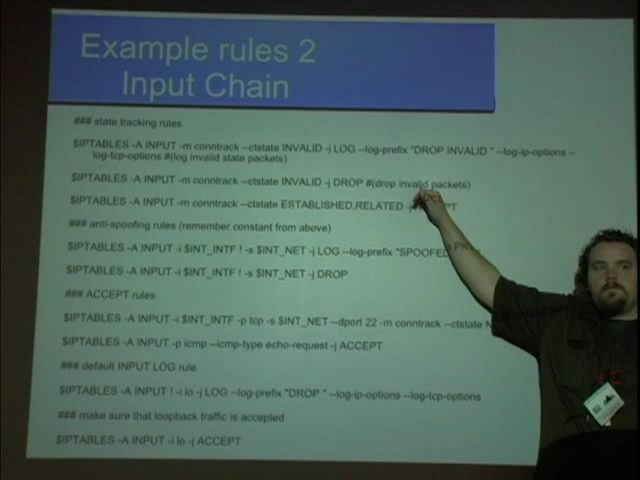 Example rules 2
Input Chain
### state tracking rules
$IPTABLES -A INPUT -m conntrack --ctstate INVALID -j LOG --log-prefix "DROP INVALID " --log-ip-options --
log-tcp-options #(log invalid state packets)
$IPTABLES -A INPUT -m conntrack --ctstate INVALID -j DROP #(drop invalid packets)
$IPTABLES -A INPUT -m conntrack --ctstate ESTABLISHED,RELATED
### anti-spoofing rules (remember constant from above)
$IPTABLES -A INPUT -i $INT_INTF ! -s $INT_NET -j LOG --log-prefix "SPOOFED
$IPTABLES -A INPUT -i $INT_INTF ! -s $INT_NET -j DROP
### ACCEPT rules
$IPTABLES -A INPUT -i $INT_INTF -p tcp -s $INT_NET --dport 22 -m conntrack --ctstate
$IPTABLES -A INPUT -p icmp --icmp-type echo-request -j ACCEPT
### default INPUT LOG rule
$IPTABLES -A INPUT ! -i lo -j LOG --log-prefix "DROP " --log-ip-options --log-tcp-options
### make sure that loopback traffic is accepted
$IPTABLES -A INPUT -i lo -j ACCEPT